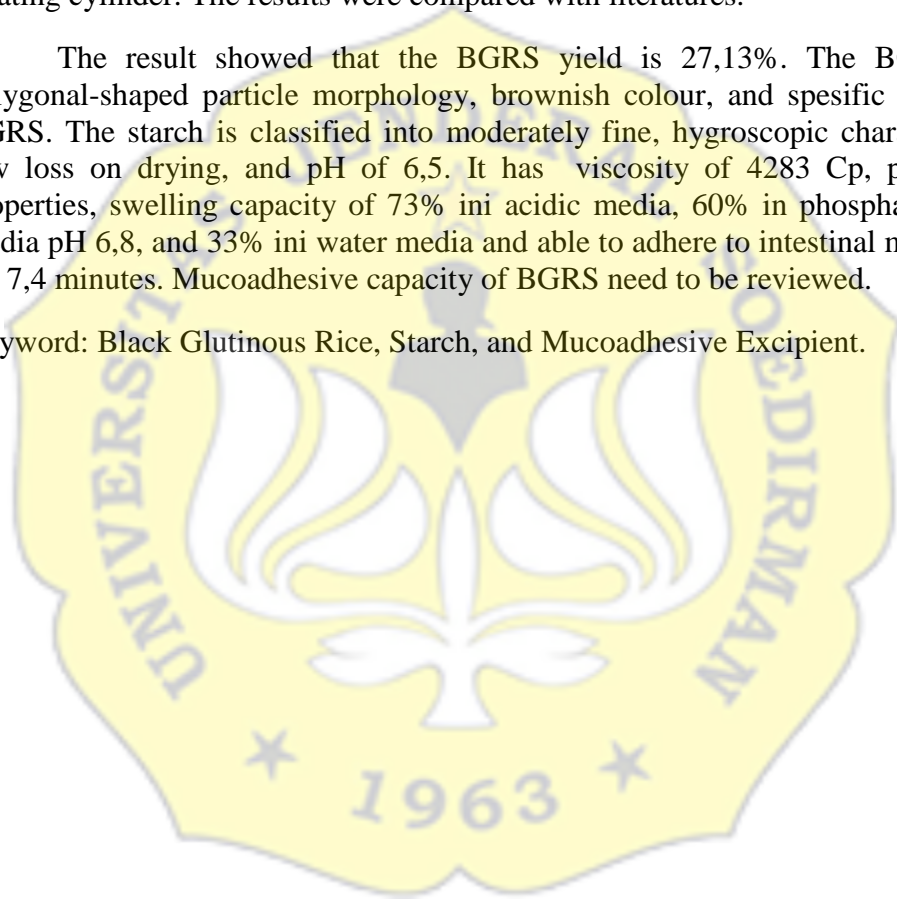 ating cylinder. The results were compared with literatures.
The result showed that the BGRS yield is 27,13%. The
lygonal-shaped particle morphology, brownish colour, and spesific
GRS. The starch is classified into moderately fine, hygroscopic char
w loss on drying, and pH of 6,5. It has viscosity of 4283 Cp, p
operties, swelling capacity of 73% ini acidic media, 60% in phospha
dia pH 6,8, and 33% ini water media and able to adhere to intestinal
7,4 minutes. Mucoadhesive capacity of BGRS need to be reviewed.
yword: Black Glutinous Rice, Starch, and Mucoadhesive Excipient.
UNIVERSITAS JENDERAL SOEDIRMAN
1963